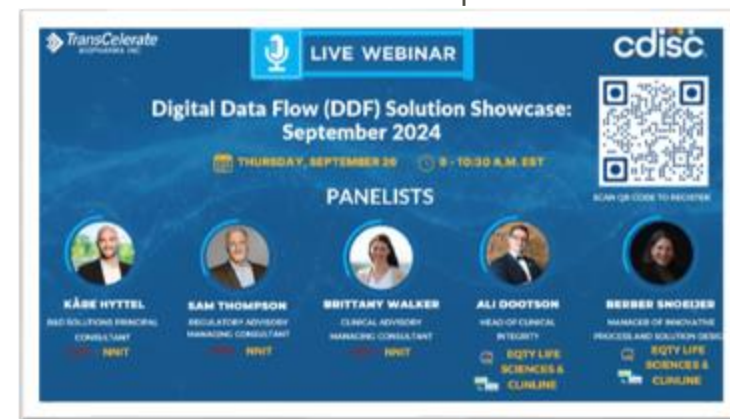 TransCelerate
BIOPHARMA INC.
LIVE WEBINAR
cdisc
Digital Data Flow (DDF) Solution Showcase:
September 2024
THURSDAY, SEPTEMBER 26
9 - 10:30 A.M. EST
SCAN QR CODE TO REGISTER
PANELISTS
KÅRE HYTTEL
R&D SOLUTIONS PRINCIPAL
CONSULTANT
NNIT
SAM THOMPSON
REGULATORY ADVISORY
MANAGING CONSULTANT
NNIT
BRITTANY WALKER
CLINICAL ADVISORY
MANAGING CONSULTANT
NNIT
ALI DOOTSON
HEAD OF CLINICAL
INTEGRITY
EQTY LIFE
SCIENCES &
CLINLINE
BERBER SNOEIJER
MANAGER OF INNOVATIVE
PROCESS AND SOLUTION DESIGN
EQTY LIFE
SCIENCES &
CLINLINE